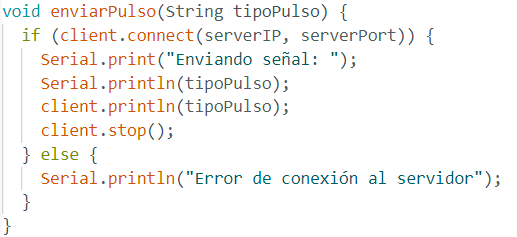 void enviarPulso(String tipoPulso) {
  if (client.connect(serverIP, serverPort)) {
    Serial.print("Enviando señal: ");
    Serial.println(tipoPulso);
    client.println(tipoPulso);
    client.stop();
  } else {
    Serial.println("Error de conexión al servidor");
  }
}